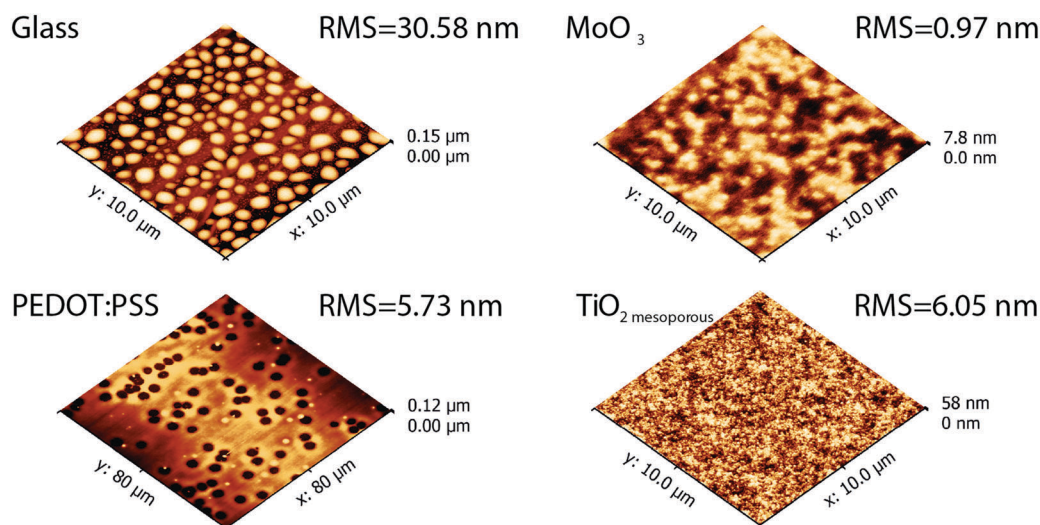 Glass RMS=30.58 nm
0.15 µm
0.00 µm
y: 10.0 µm
x: 10.0 µm
MoO 3 RMS=0.97 nm
7.8 nm
0.0 nm
y: 10.0 µm
x: 10.0 µm
PEDOT:PSS RMS=5.73 nm
0.12 µm
0.00 µm
y: 80 µm
x: 80 µm
TiO2 mesoporous RMS=6.05 nm
58 nm
0 nm
y: 10.0 µm
x: 10.0 µm